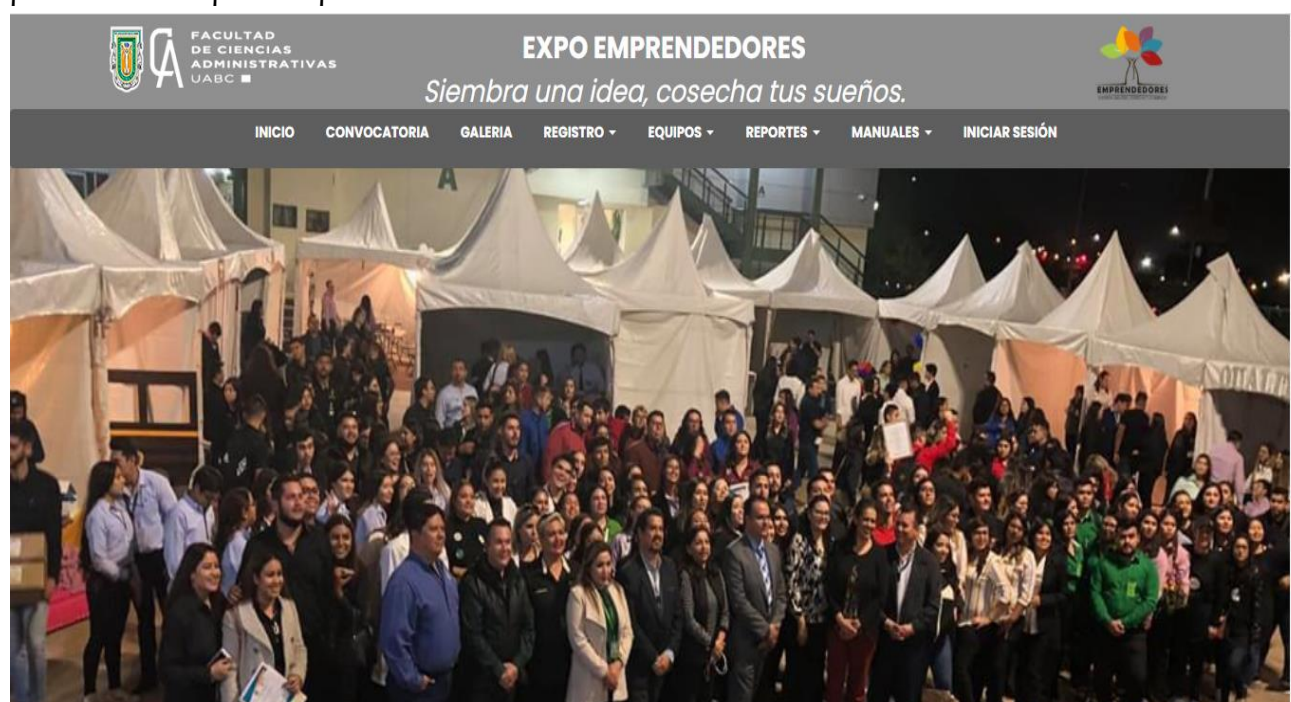 FACULTAD
DE CIENCIAS
ADMINISTRATIVAS
UABC
EXPO EMPRENDEDORES
Siembra una idea, cosecha tus sueños.
EMPRENDEDORES
INICIO CONVOCATORIA GALERIA REGISTRO EQUIPOS REPORTES MANUALES INICIAR SESIÓN
A
A